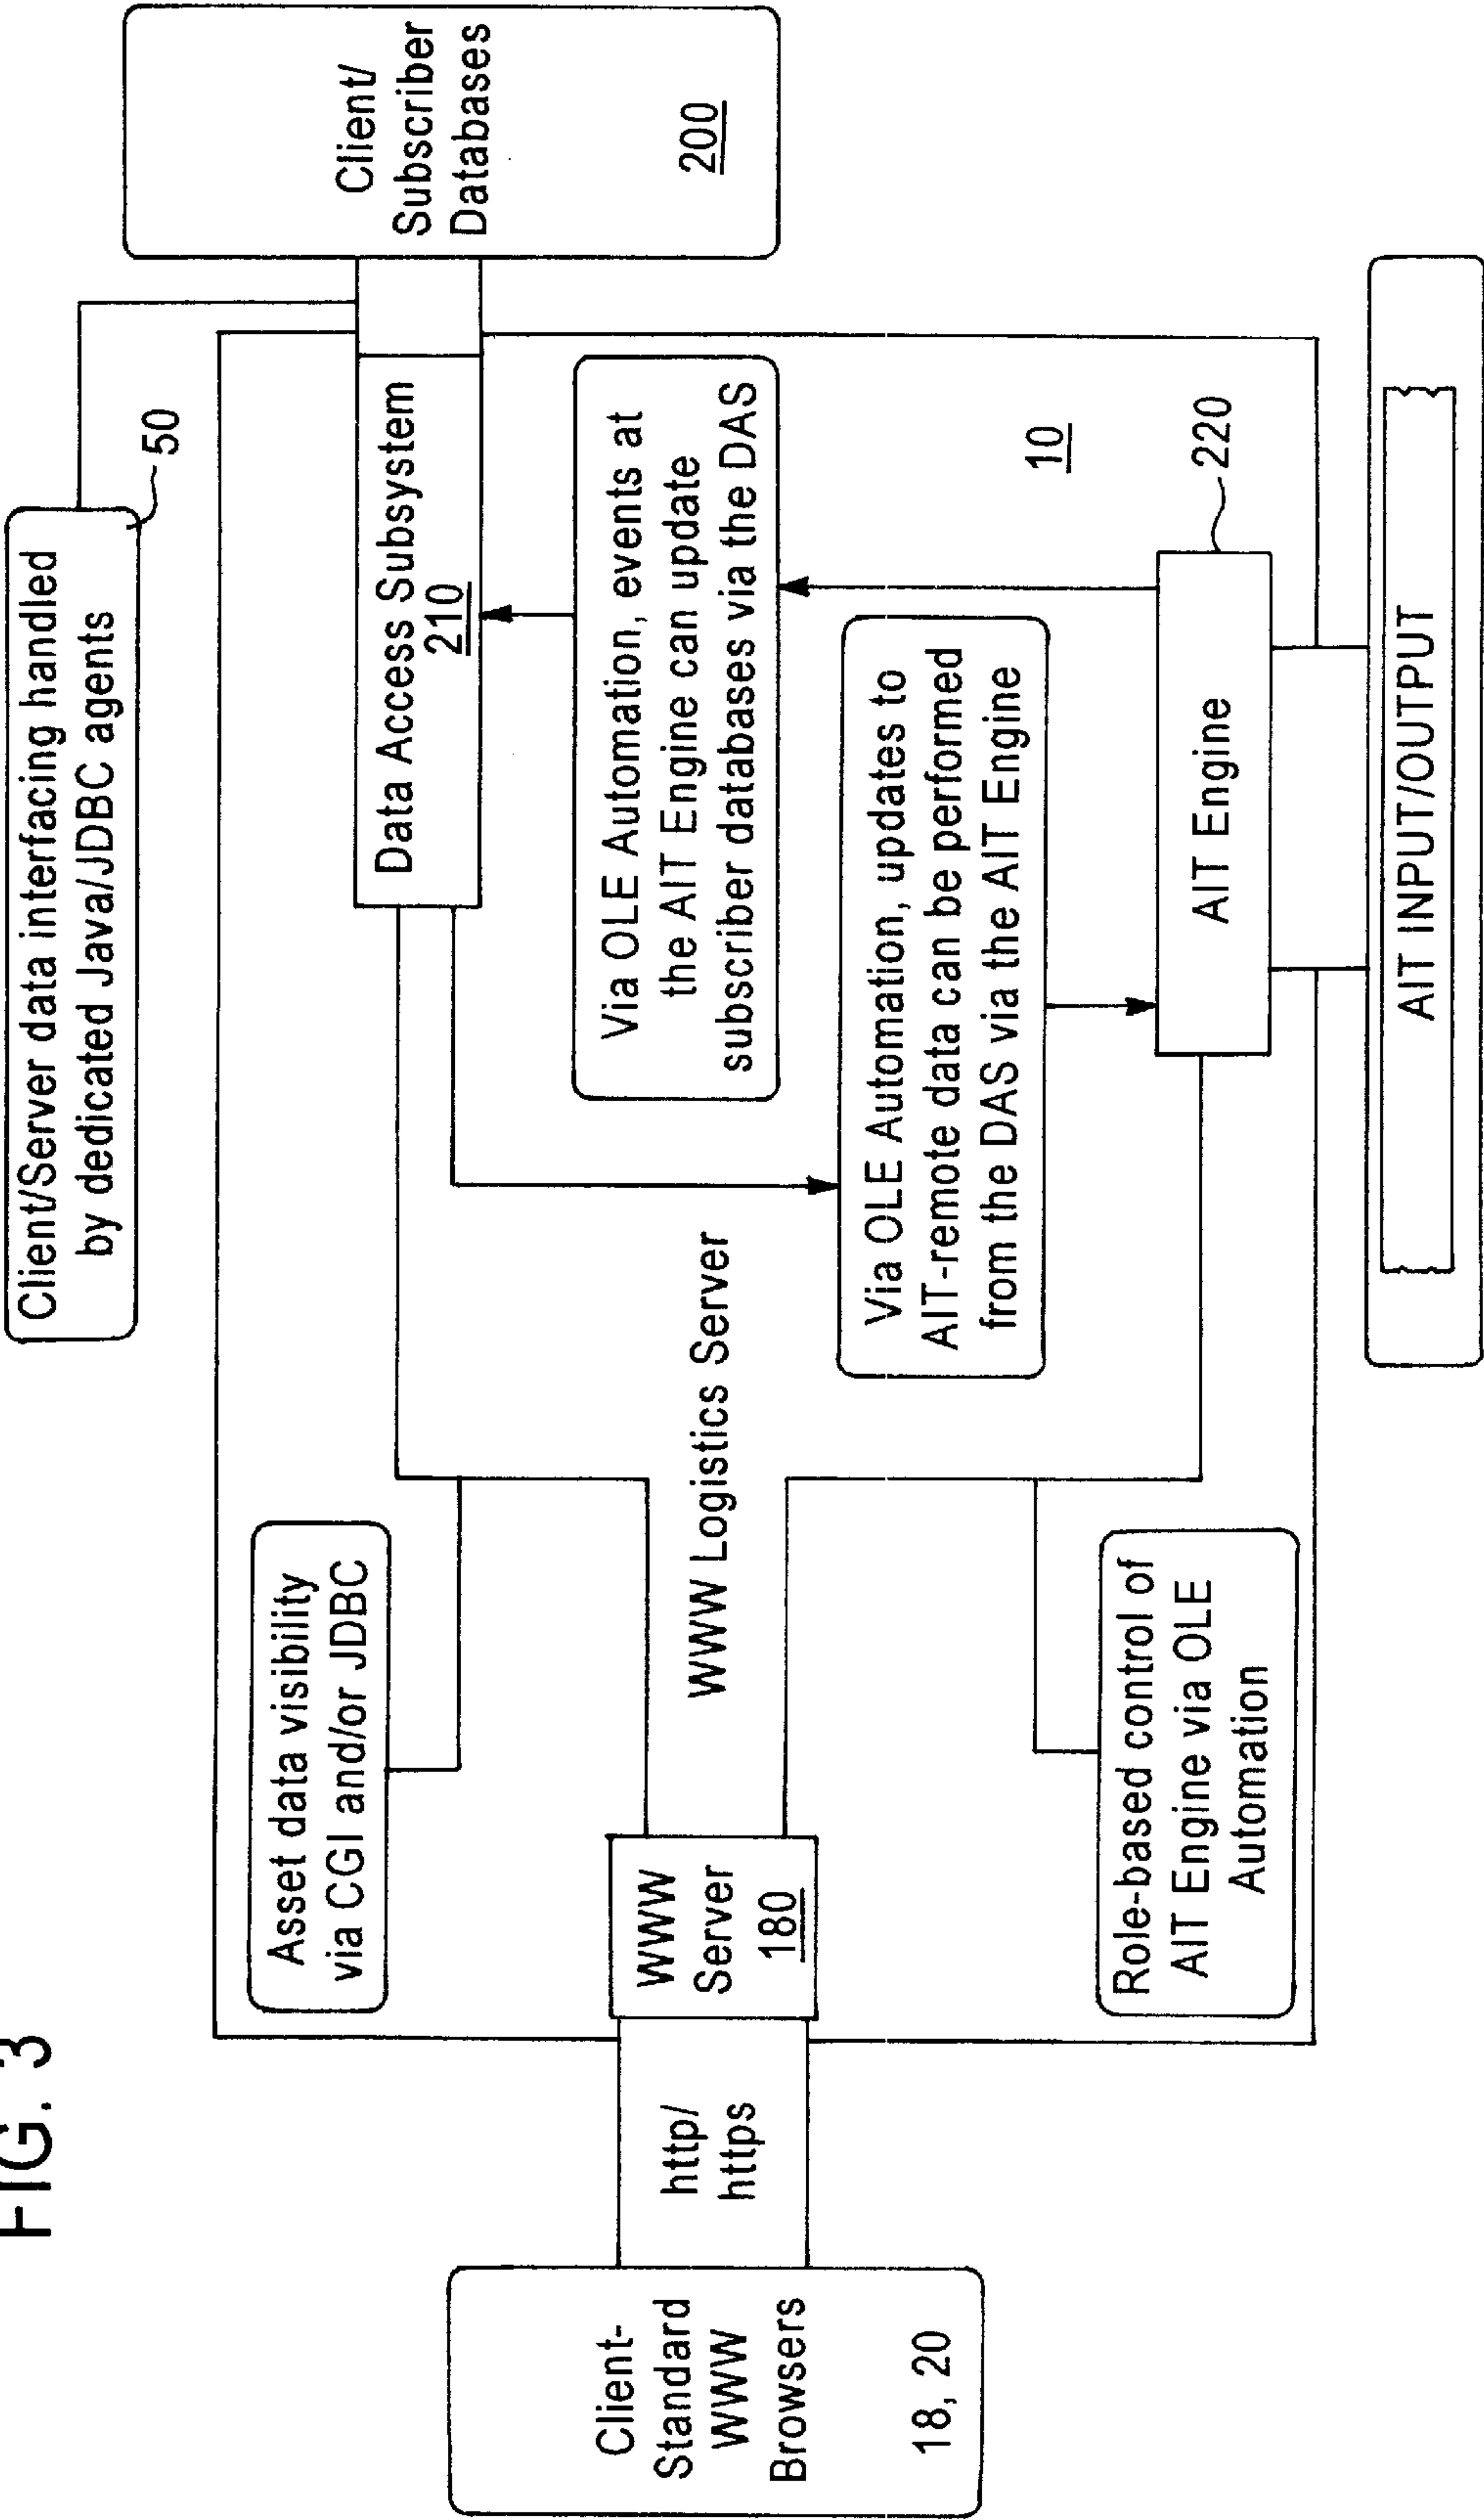 FIG. 3
Client/Server data interfacing handled
by dedicated Java/JDBC agents
50
Asset data visibility
via CGI and/or JDBC
Data Access Subsystem
210
Client/
Subscriber
Databases
200
Via OLE Automation, events at
the AIT Engine can update
subscriber databases via the DAS
Client-
Standard
WWW
Browsers
18, 20
http/
https
WWW
Server
180
WWW Logistics Server
Via OLE Automation, updates to
AIT-remote data can be performed
from the DAS via the AIT Engine
10
Role-based control of
AIT Engine via OLE
Automation
AIT Engine
220
AIT INPUT/OUTPUT